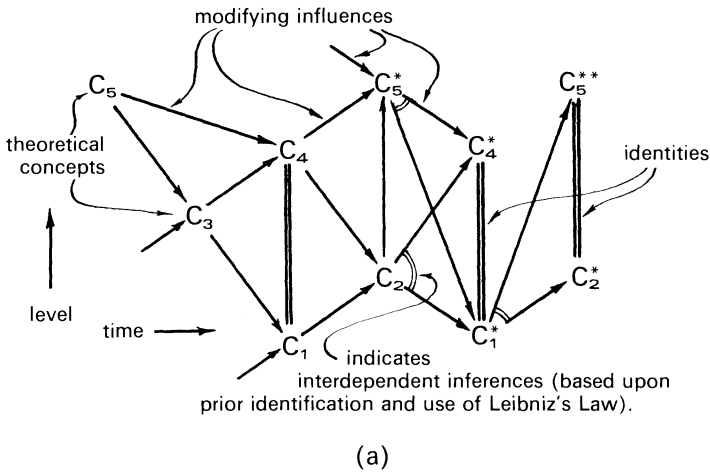 modifying influences
C₅
C₅*
C₅**
theoretical
concepts
C₄
C₄*
identities
C₃
level
time
C₂
C₂*
C₁
C₁*
indicates
interdependent inferences (based upon
prior identification and use of Leibniz's Law).
(a)